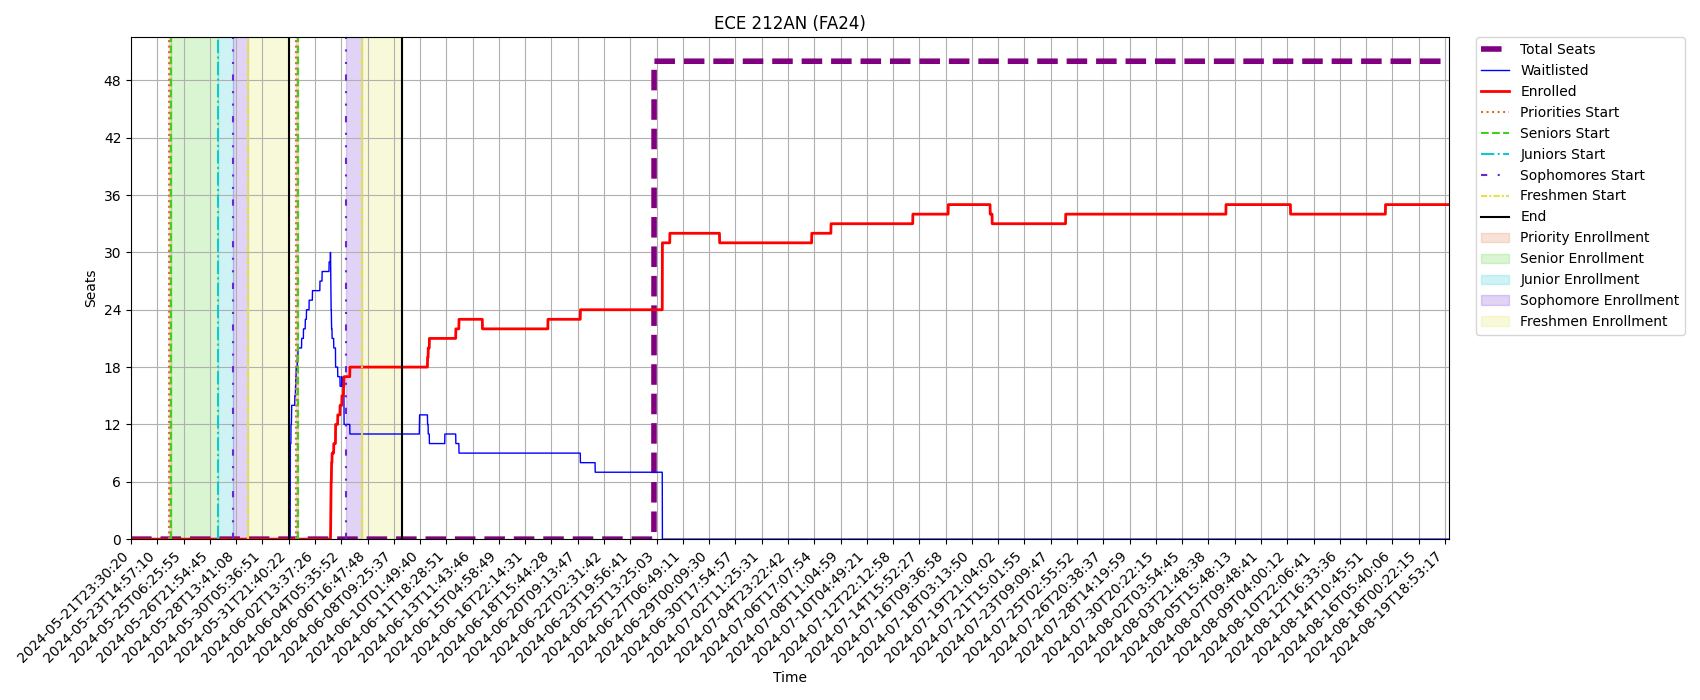 ECE 212AN (FA24)
Seats
48
42
36
30
24
18
12
6
0
2024-05-21T23:30:20
2024-05-23T14:57:10
2024-05-25T06:25:55
2024-05-26T21:54:45
2024-05-28T13:41:08
2024-05-30T05:36:51
2024-05-31T21:40:22
2024-06-02T13:37:26
2024-06-04T05:35:52
2024-06-06T16:47:48
2024-06-08T09:25:37
2024-06-10T01:49:40
2024-06-11T18:28:51
2024-06-13T11:43:46
2024-06-15T04:58:49
2024-06-16T22:14:31
2024-06-18T15:44:28
2024-06-20T09:13:47
2024-06-22T02:31:42
2024-06-23T19:56:41
2024-06-25T13:25:03
2024-06-27T06:49:11
2024-06-29T00:09:30
2024-06-30T17:54:57
2024-07-02T11:25:31
2024-07-04T23:22:42
2024-07-06T17:07:54
2024-07-08T11:04:59
2024-07-10T04:49:21
2024-07-12T22:12:58
2024-07-14T15:52:27
2024-07-16T09:36:58
2024-07-18T03:13:50
2024-07-19T21:04:02
2024-07-21T15:01:55
2024-07-23T09:09:47
2024-07-25T02:55:52
2024-07-26T20:38:37
2024-07-28T14:19:59
2024-07-30T20:22:15
2024-08-02T03:54:45
2024-08-03T21:48:38
2024-08-05T15:48:13
2024-08-07T09:48:41
2024-08-09T04:00:12
2024-08-10T22:06:41
2024-08-12T16:33:36
2024-08-14T10:45:51
2024-08-16T05:40:06
2024-08-18T00:22:15
2024-08-19T18:53:17
Time
Total Seats
Waitlisted
Enrolled
Priorities Start
Seniors Start
Juniors Start
Sophomores Start
Freshmen Start
End
Priority Enrollment
Senior Enrollment
Junior Enrollment
Sophomore Enrollment
Freshmen Enrollment